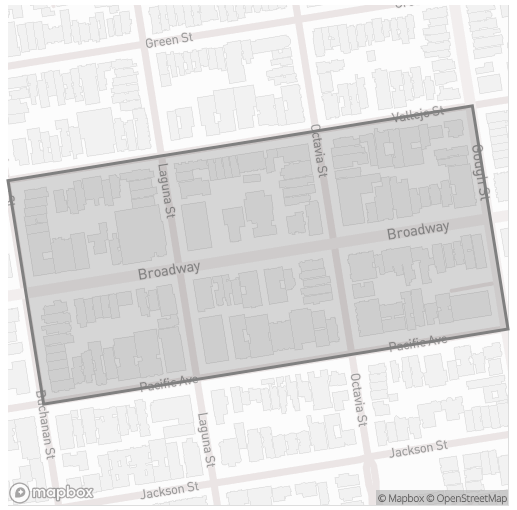 Green St
Vallejo St
Octavia St
Gough St
Laguna St
Broadway
Broadway
Pacific Ave
Pacific Ave
Buchanan St
Laguna St
Octavia St
Jackson St
Jackson St
mapbox
© Mapbox © OpenStreetMap